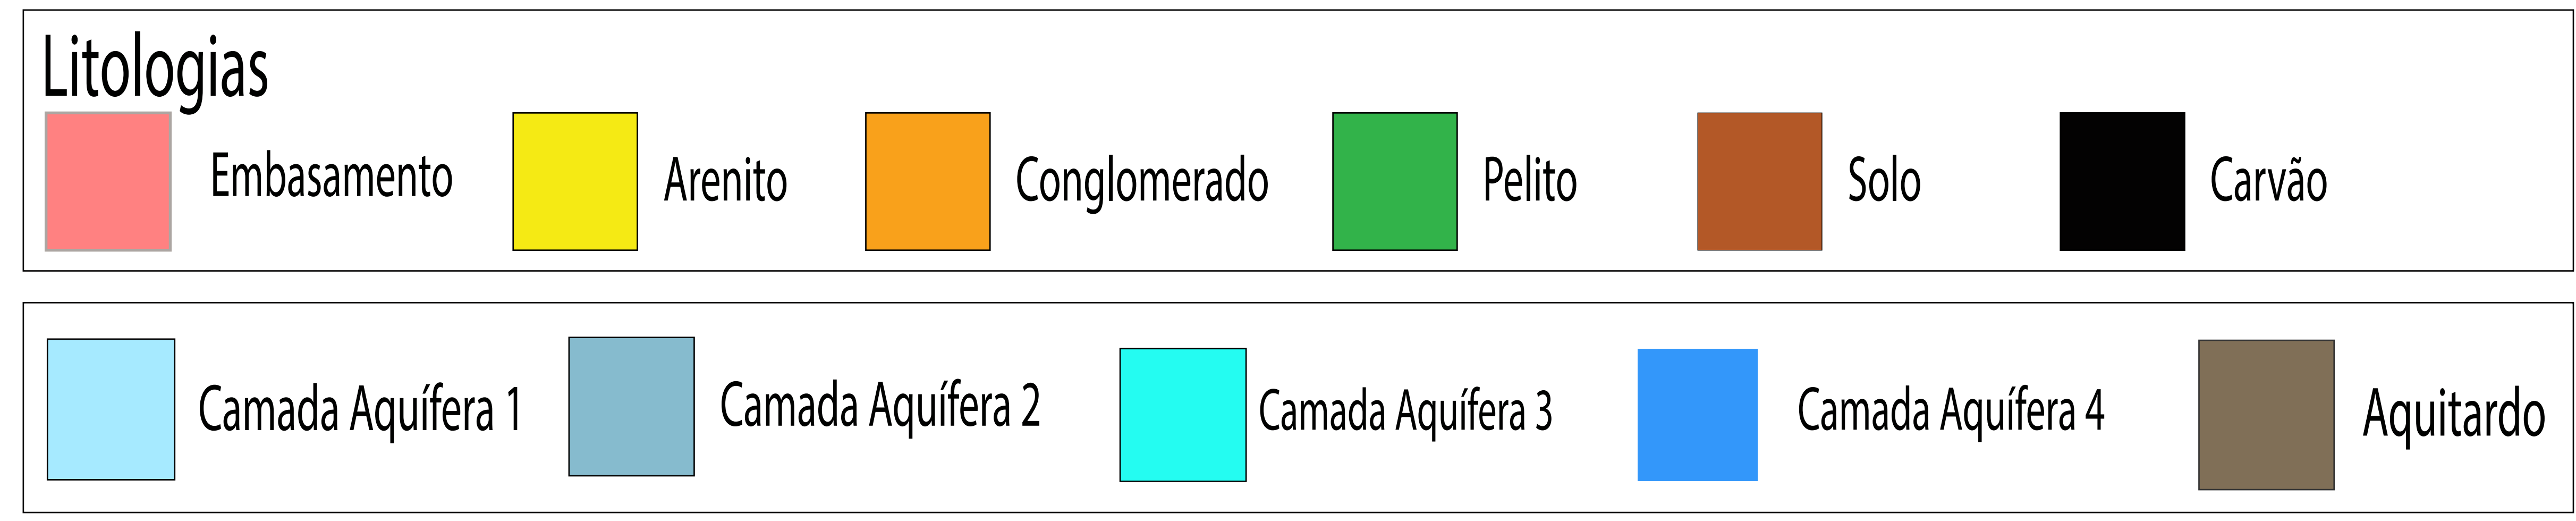 Litologias
Embasamento
Arenito
Conglomerado
Pelito
Solo
Carvão
Camada Aquífera 1
Camada Aquífera 2
Camada Aquífera 3
Camada Aquífera 4
Aquitardo